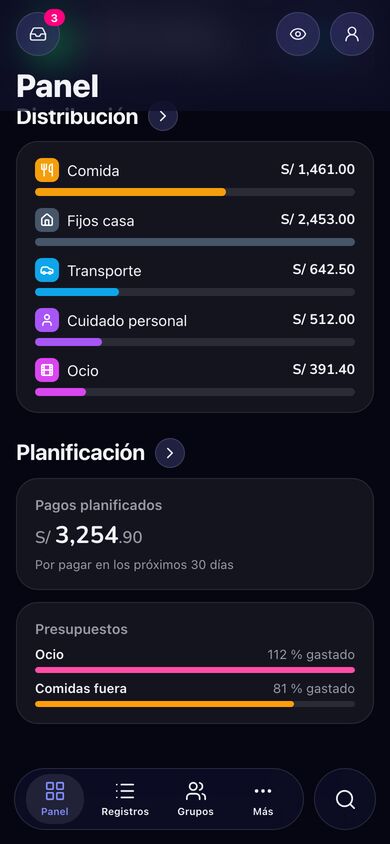 3
Panel
Distribución
Comida S/ 1,461.00
Fijos casa S/ 2,453.00
Transporte S/ 642.50
Cuidado personal S/ 512.00
Ocio S/ 391.40
Planificación
Pagos planificados
S/ 3,254.90
Por pagar en los próximos 30 días
Presupuestos
Ocio 112 % gastado
Comidas fuera 81 % gastado
Panel Registros Grupos Más